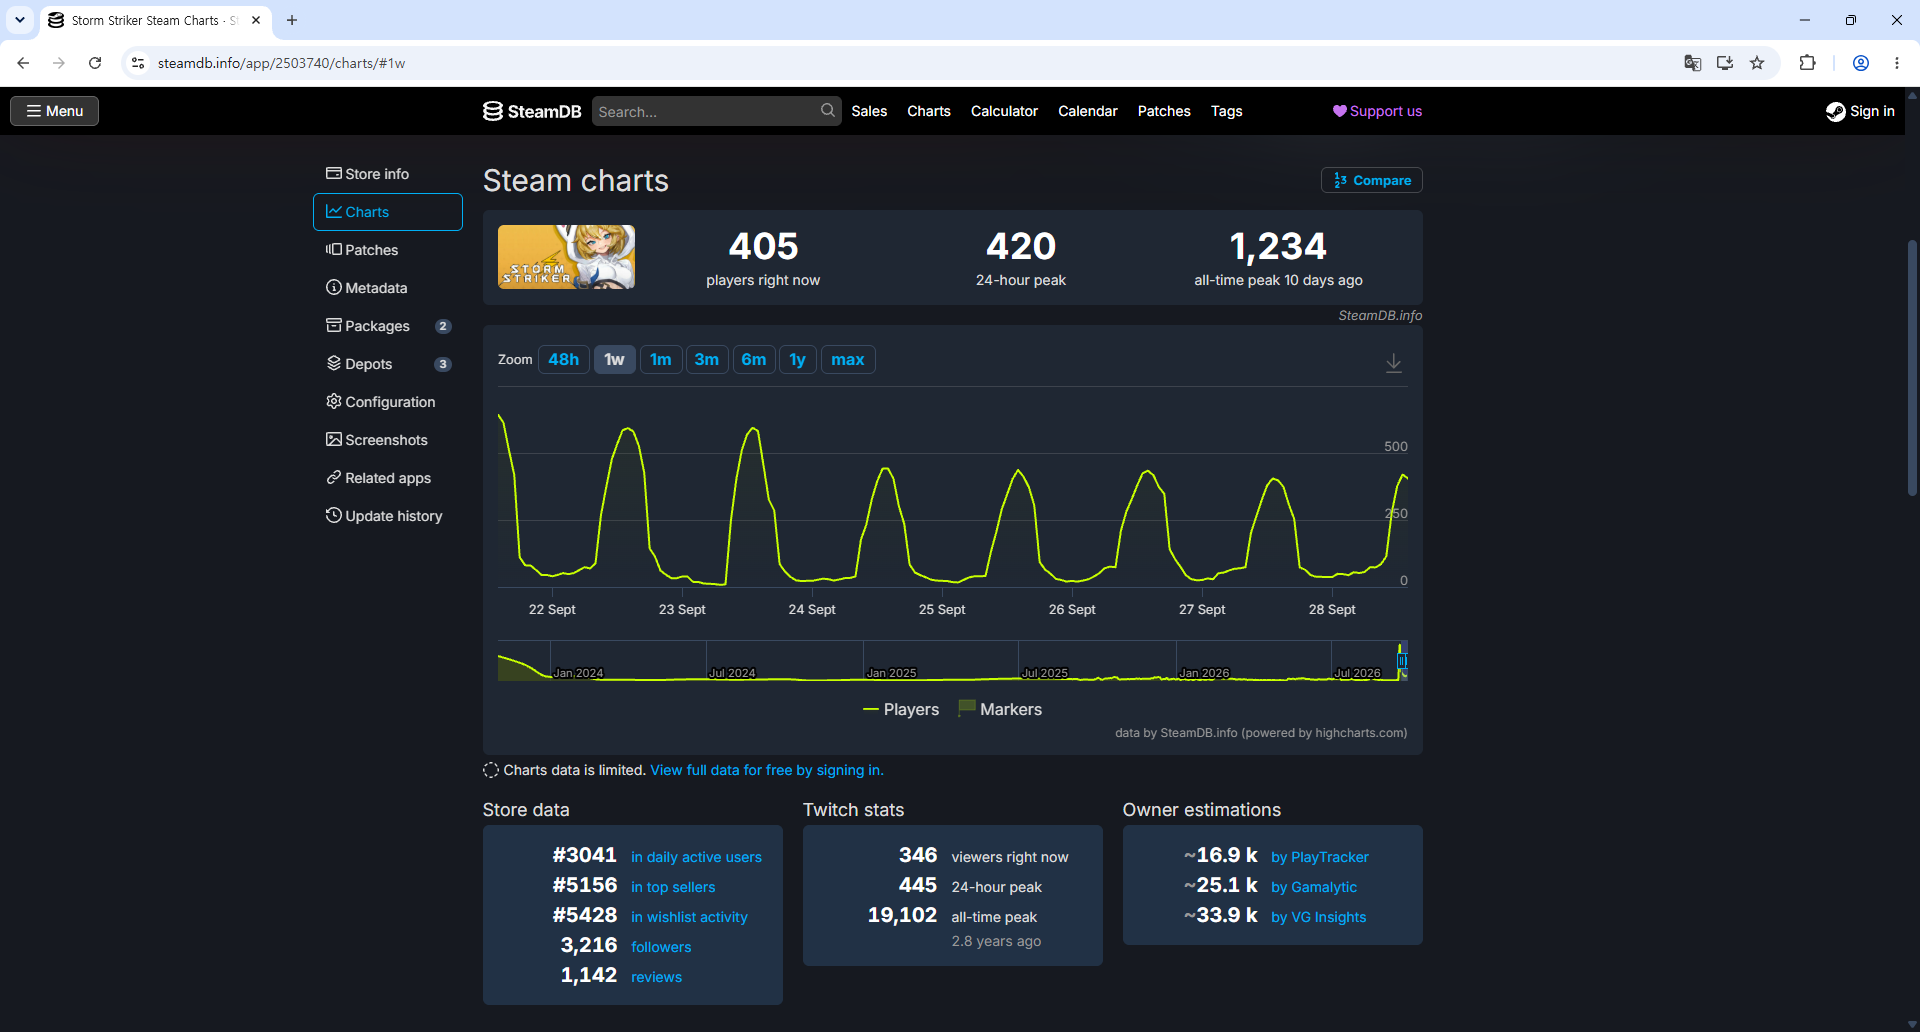 Storm Striker Steam Charts · S
steamdb.info/app/2503740/charts/#1w
Menu
SteamDB
Search...
Sales
Charts
Calculator
Calendar
Patches
Tags
Support us
Sign in
Store info
Charts
Patches
Metadata
Packages 2
Depots 3
Configuration
Screenshots
Related apps
Update history
Steam charts
Compare
STORM
STRIKER
405
players right now
420
24-hour peak
1,234
all-time peak 10 days ago
SteamDB.info
Zoom 48h 1w 1m 3m 6m 1y max
500
250
0
22 Sept 23 Sept 24 Sept 25 Sept 26 Sept 27 Sept 28 Sept
Jan 2024 Jul 2024 Jan 2025 Jul 2025 Jan 2026 Jul 2026
Players Markers
data by SteamDB.info (powered by highcharts.com)
Charts data is limited. View full data for free by signing in.
Store data
#3041 in daily active users
#5156 in top sellers
#5428 in wishlist activity
3,216 followers
1,142 reviews
Twitch stats
346 viewers right now
445 24-hour peak
19,102 all-time peak
2.8 years ago
Owner estimations
~16.9 k by PlayTracker
~25.1 k by Gamalytic
~33.9 k by VG Insights